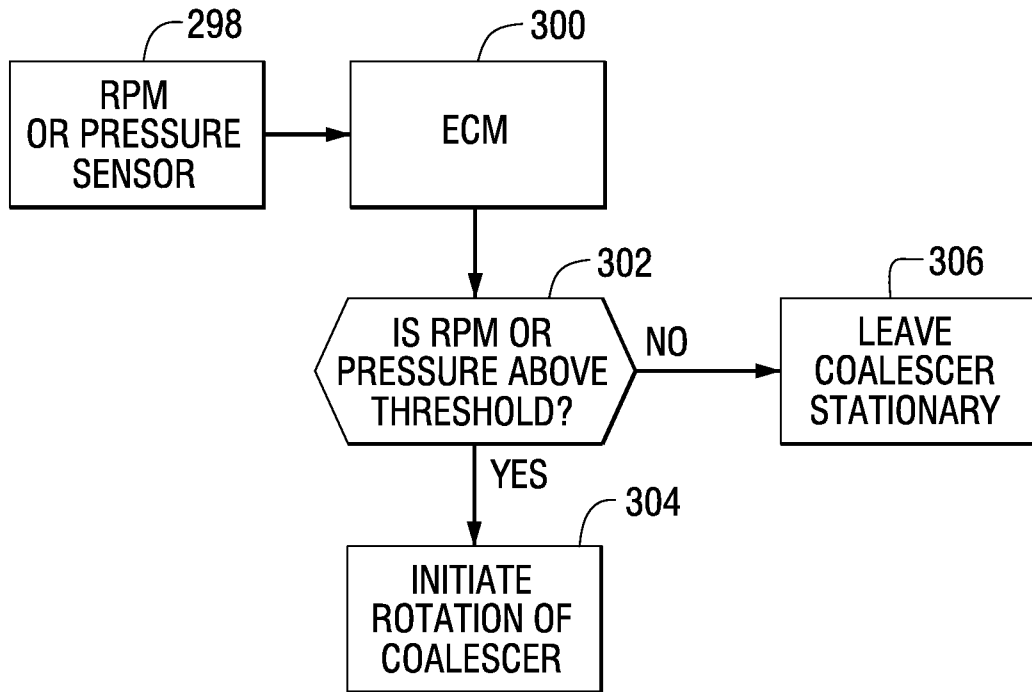 298
RPM
OR PRESSURE
SENSOR
300
ECM
302
IS RPM OR
PRESSURE ABOVE
THRESHOLD?
NO
306
LEAVE
COALESCER
STATIONARY
YES
304
INITIATE
ROTATION OF
COALESCER